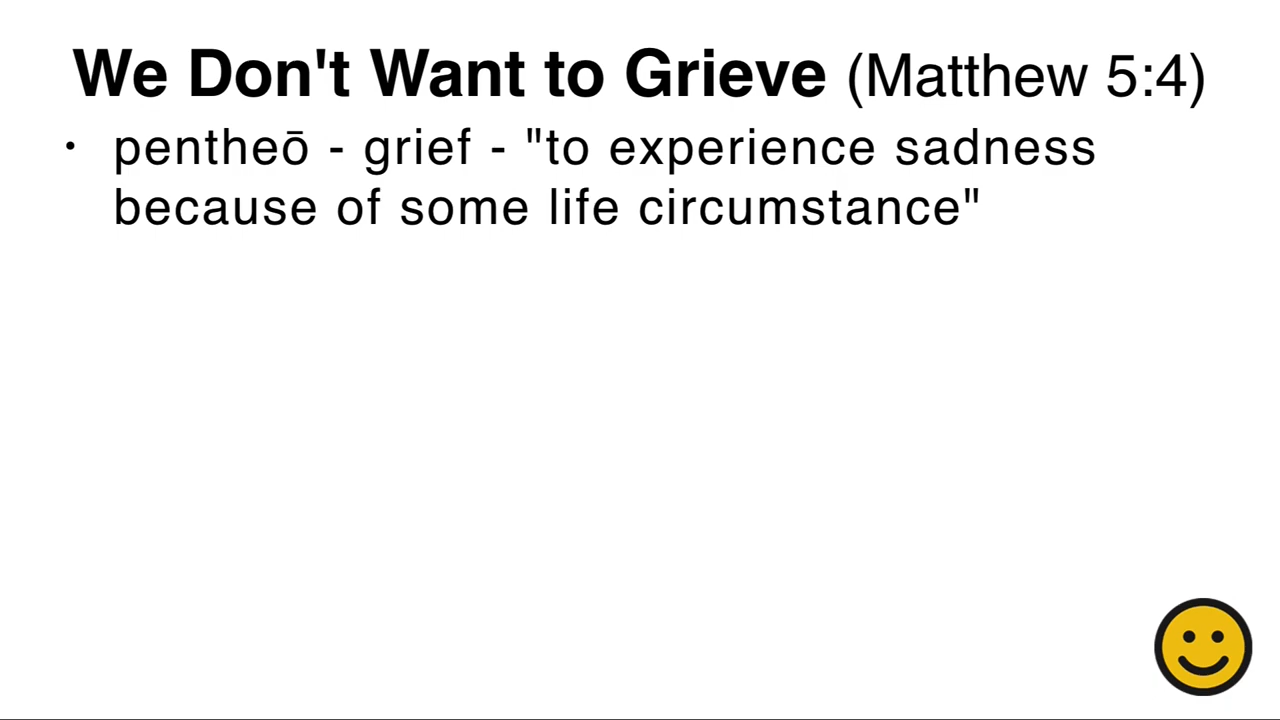 We Don't Want to Grieve (Matthew 5:4)
• pentheō - grief - "to experience sadness
because of some life circumstance"